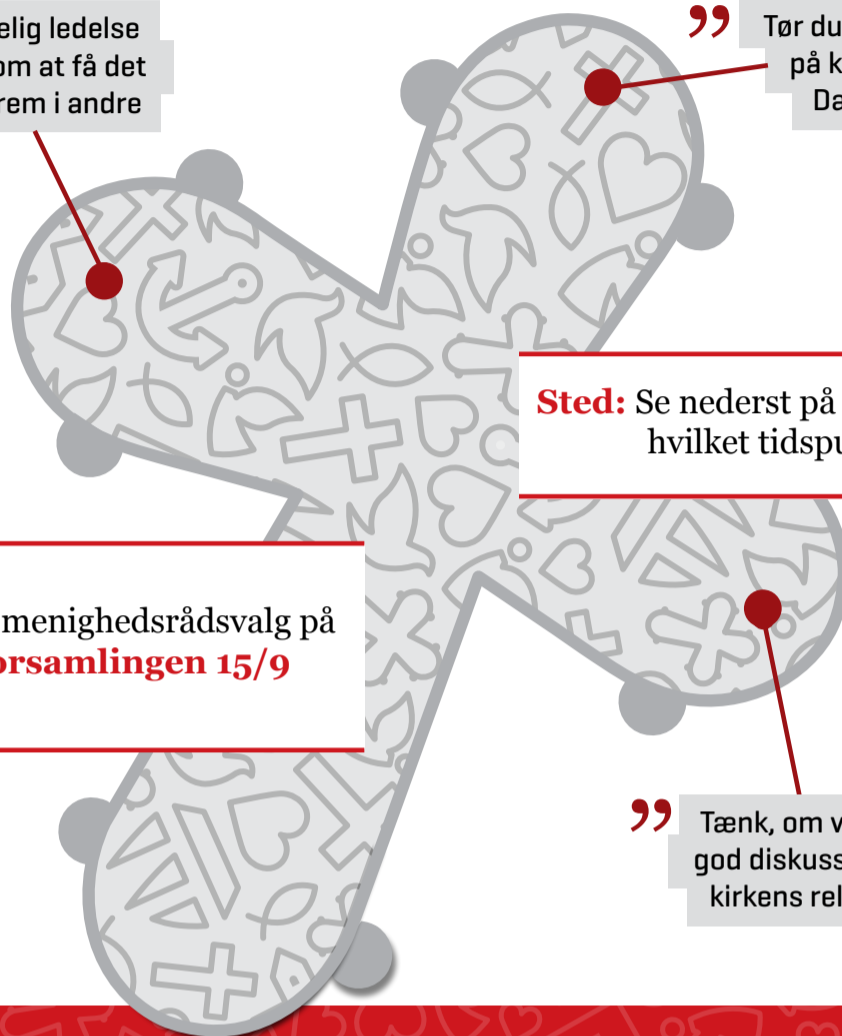 elig ledelse
om at få det
rem i andre
” Tør du
på k
Da
Sted: Se nederst på
hvilket tidspu
menighedsrådsvalg på
orsamlingen 15/9
” Tænk, om v
god diskuss
kirkens rel